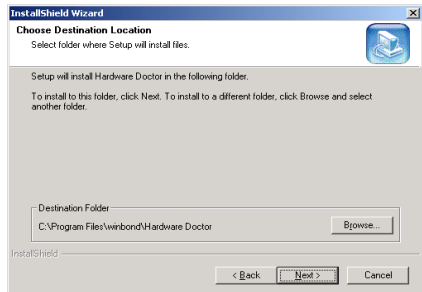 InstallShield Wizard
Choose Destination Location
Select folder where Setup will install files.
Setup will install Hardware Doctor in the following folder.
To install to this folder, click Next. To install to a different folder, click Browse and select
another folder.
Destination Folder
C:\Program Files\winbond\Hardware Doctor
Browse...
InstallShield
< Back
Next >
Cancel